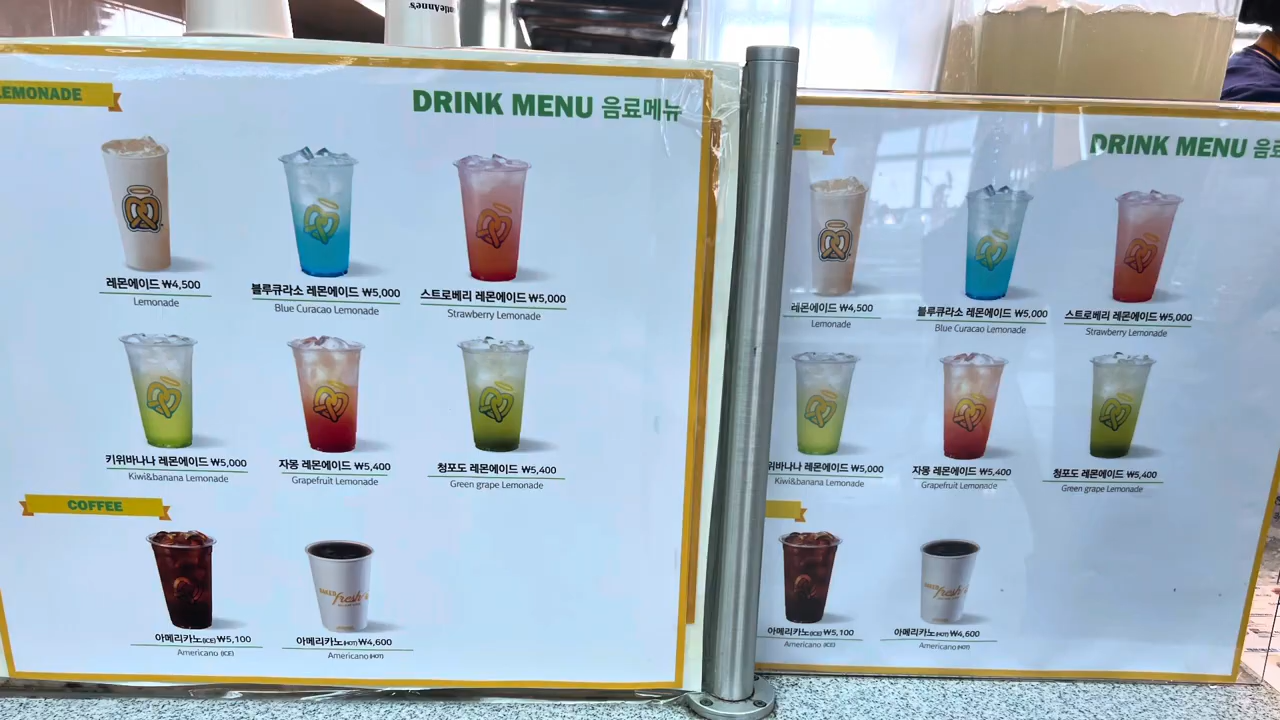 tieAnne's
LEMONADE
DRINK MENU 음료메뉴
레몬에이드 ₩4,500
Lemonade
블루큐라소 레몬에이드 ₩5,000
Blue Curacao Lemonade
스트로베리 레몬에이드 ₩5,000
Strawberry Lemonade
키위바나나 레몬에이드 ₩5,000
Kiwi&banana Lemonade
자몽 레몬에이드 ₩5,400
Grapefruit Lemonade
청포도 레몬에이드 ₩5,400
Green grape Lemonade
COFFEE
fresh
아메리카노(ICE) ₩5,100
Americano (ICE)
아메리카노(HOT) ₩4,600
Americano(HOT)
E
DRINK MENU 음료
레몬에이드 ₩4,500
Lemonade
블루큐라소 레몬에이드 ₩5,000
Blue Curacao Lemonade
스트로베리 레몬에이드 ₩5,000
Strawberry Lemonade
위바나나 레몬에이드 ₩5,000
Kiwi&banana Lemonade
자몽 레몬에이드 ₩5,400
Grapefruit Lemonade
청포도 레몬에이드 ₩5,400
Green grape Lemonade
fresh
아메리카노(ICE) ₩5,100
Americano (ICE)
아메리카노(HOT) ₩4,600
Americano(HOT)